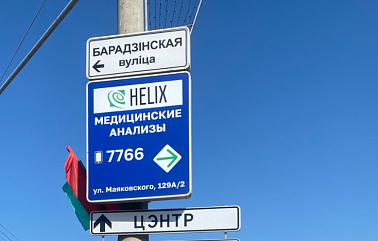 БАРАДЗІНСКАЯ
вуліца
HELIX
МЕДИЦИНСКИЕ
АНАЛИЗЫ
7766
ул. Маяковского, 129А/2
ЦЭНТР